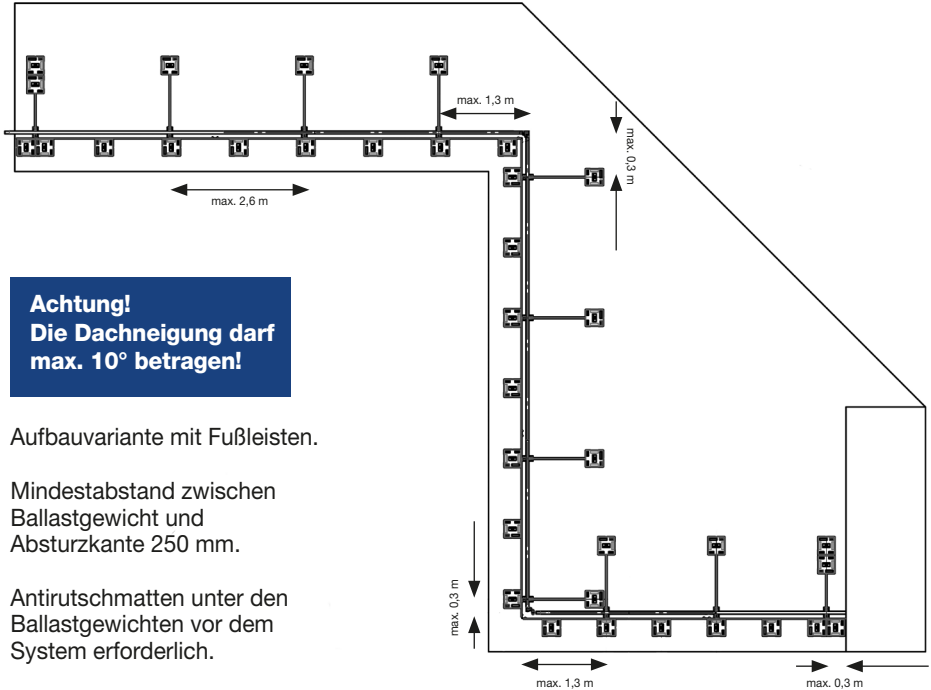 max. 1,3 m
max. 0,3 m
max. 2,6 m
Achtung!
Die Dachneigung darf
max. 10° betragen!
Aufbauvariante mit Fußleisten.
Mindestabstand zwischen
Ballastgewicht und
Absturzkante 250 mm.
Antirutschmatten unter den
Ballastgewichten vor dem
System erforderlich.
max. 0,3 m
max. 1,3 m
max. 0,3 m